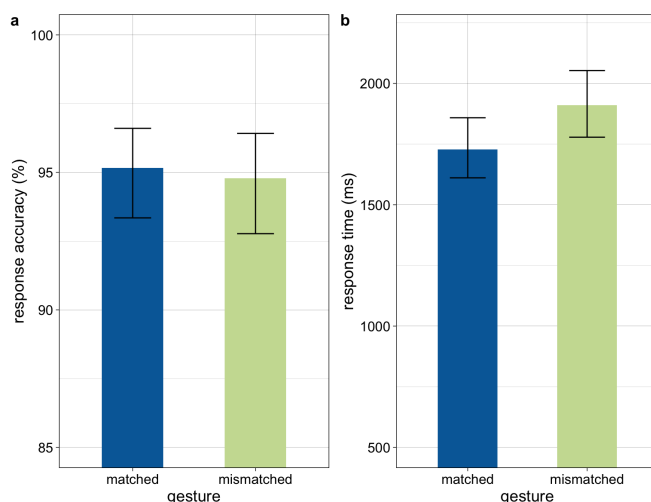 a
100
95
90
85
response accuracy (%)
matched
mismatched
gesture
b
2000
1500
1000
500
response time (ms)
matched
mismatched
gesture